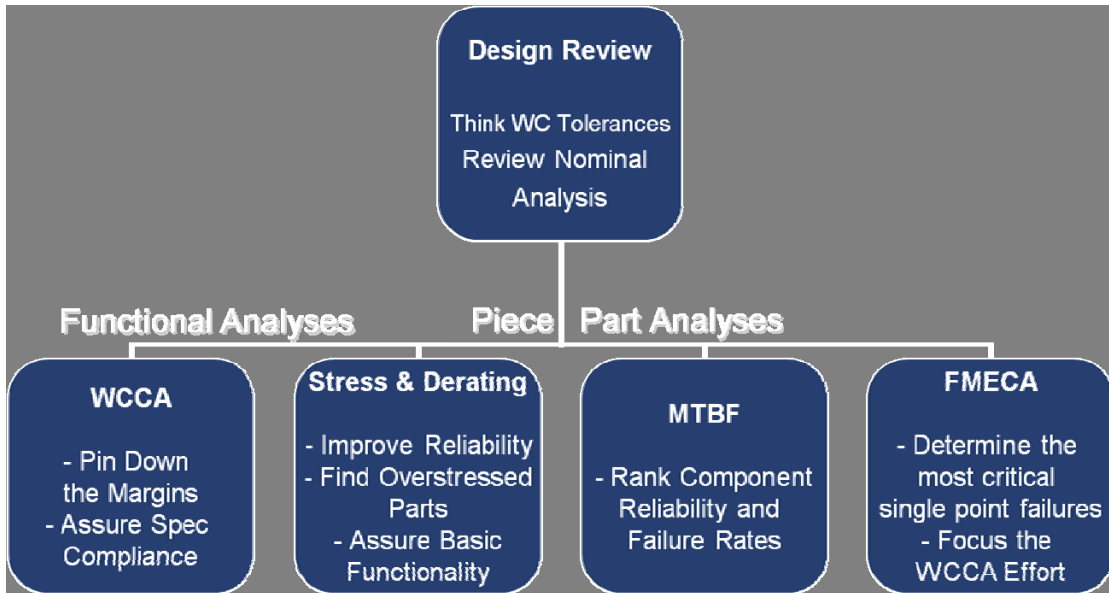 Design Review
Think WC Tolerances
Review Nominal
Analysis
Functional Analyses
Piece Part Analyses
WCCA
- Pin Down
the Margins
- Assure Spec
Compliance
Stress & Derating
- Improve Reliability
- Find Overstressed
Parts
- Assure Basic
Functionality
MTBF
- Rank Component
Reliability and
Failure Rates
FMECA
- Determine the
most critical
single point failures
- Focus the
WCCA Effort